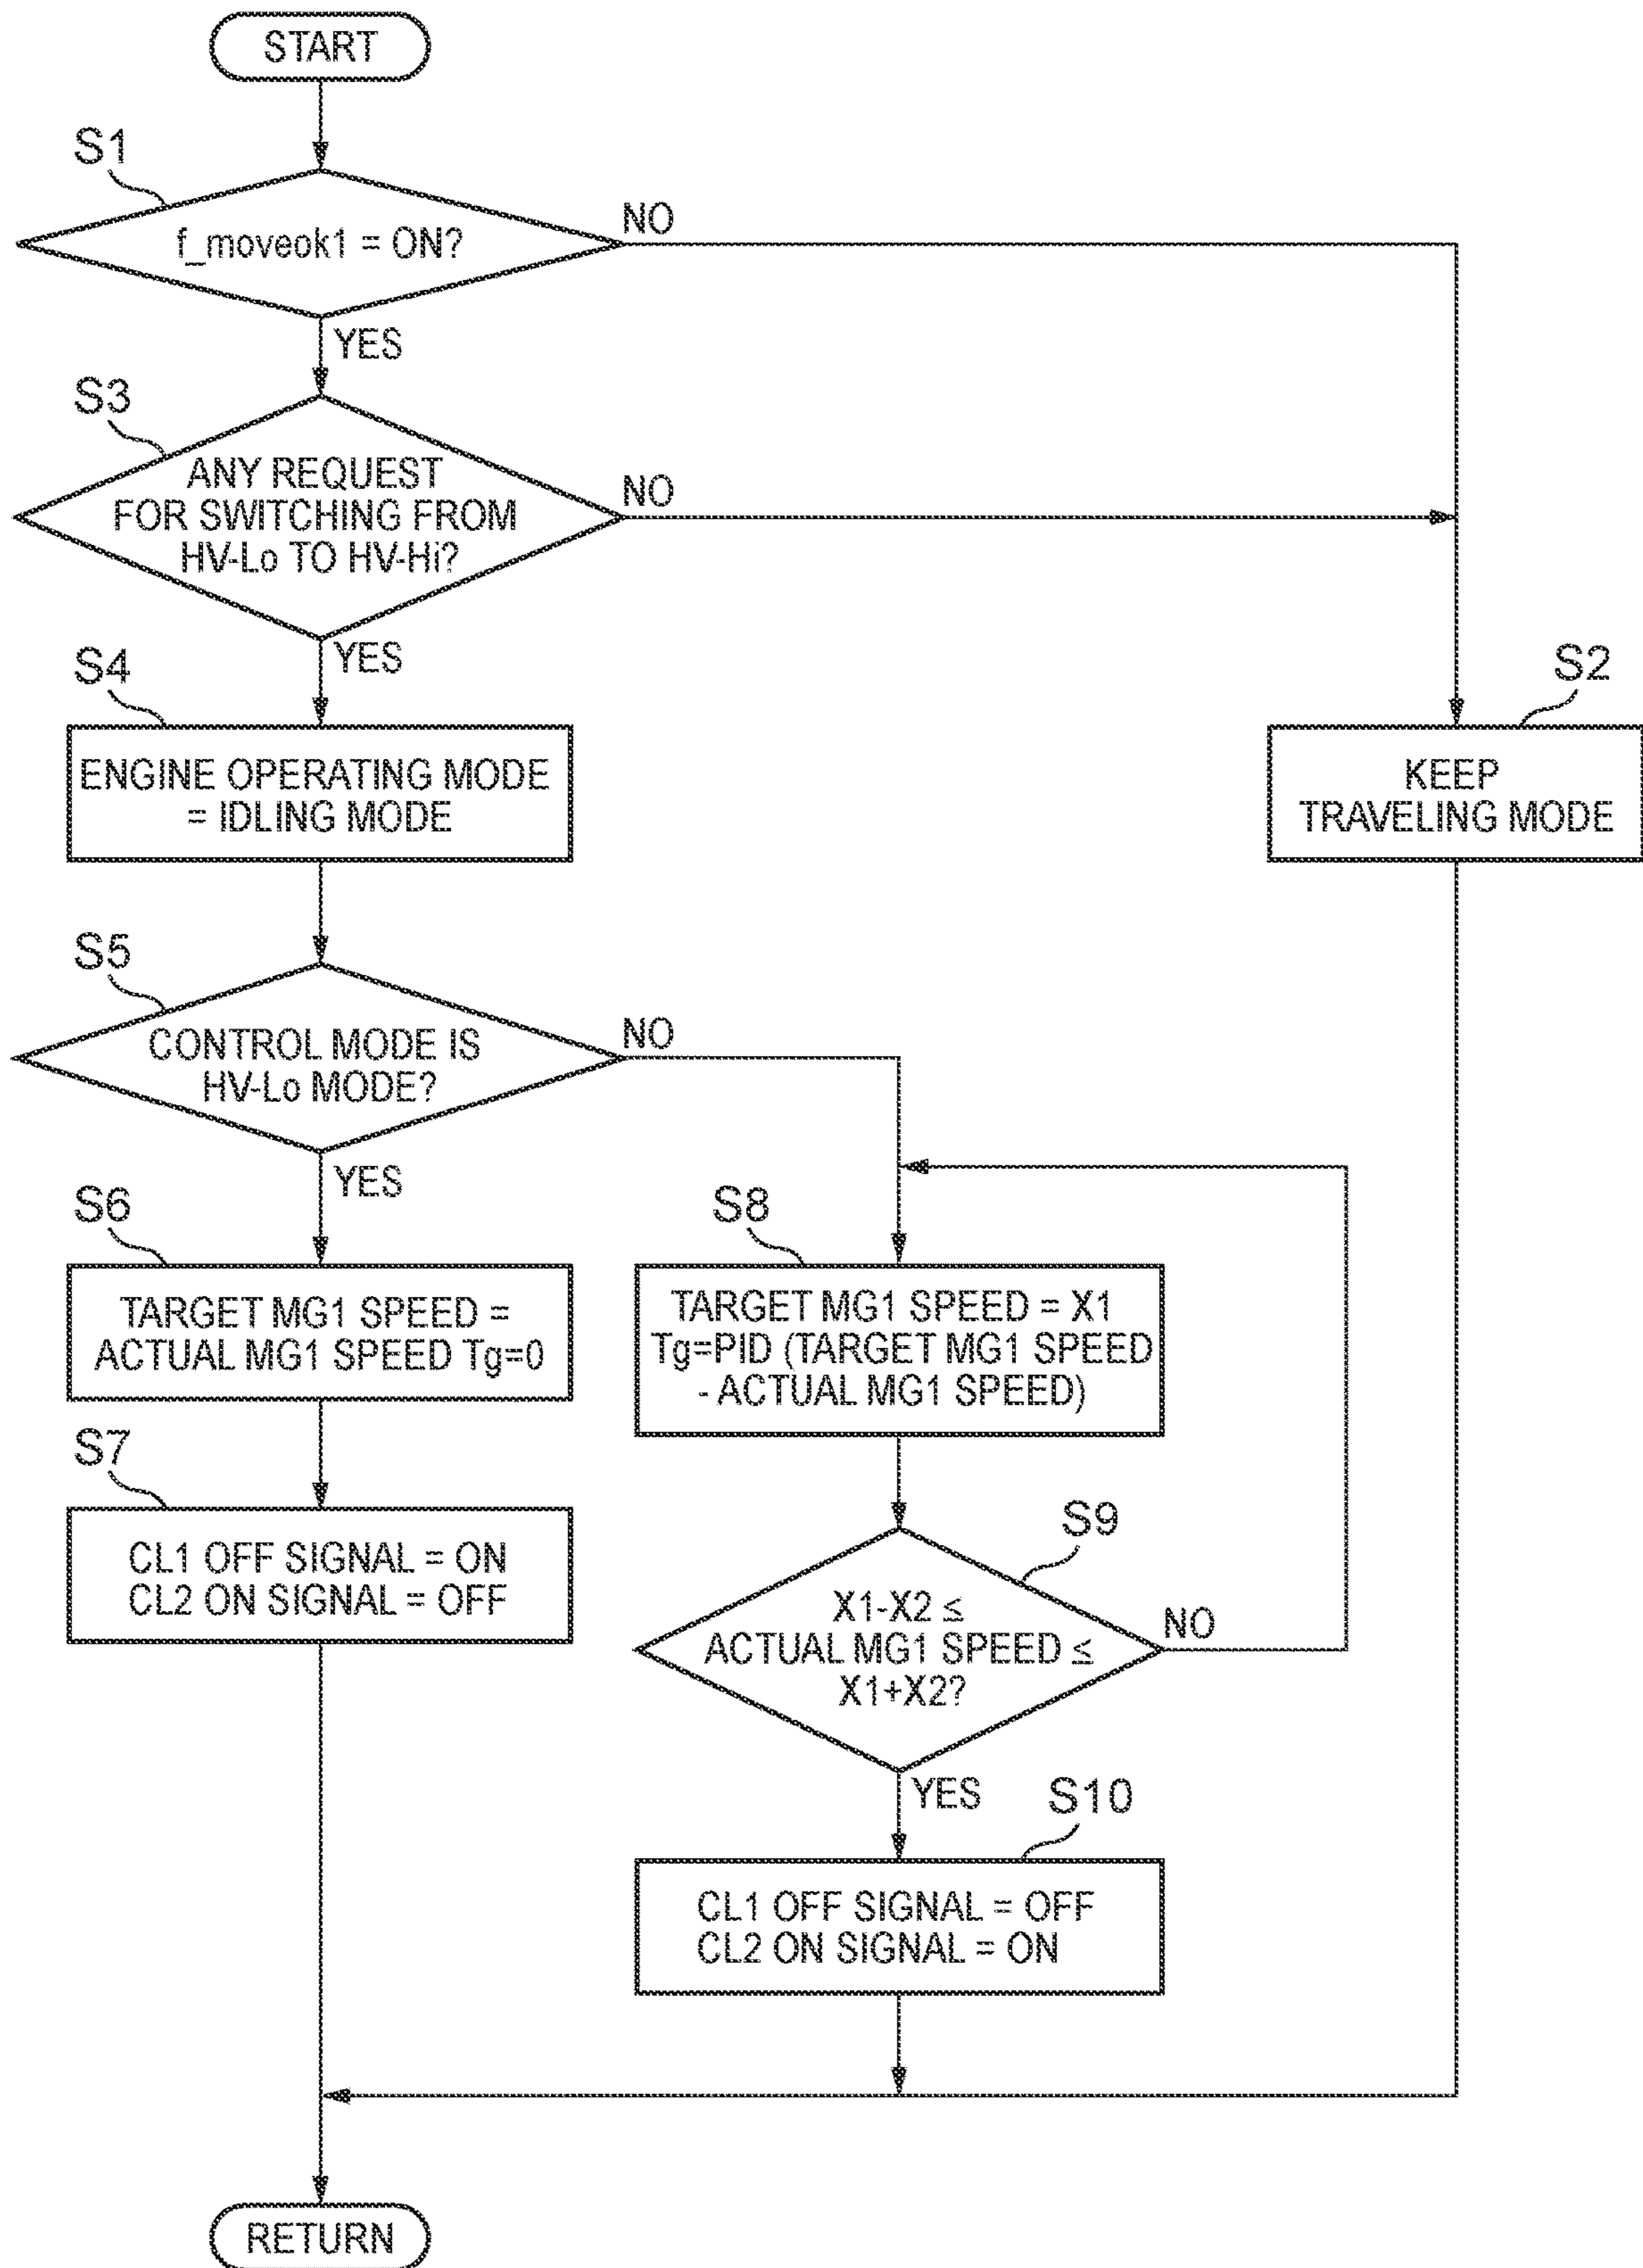 START
S1
f_moveok1 = ON?
NO
YES
S3
ANY REQUEST
FOR SWITCHING FROM
HV-Lo TO HV-Hi?
NO
YES
S4
ENGINE OPERATING MODE
= IDLING MODE
S2
KEEP
TRAVELING MODE
S5
CONTROL MODE IS
HV-Lo MODE?
NO
YES
S6
TARGET MG1 SPEED =
ACTUAL MG1 SPEED Tg=0
S7
CL1 OFF SIGNAL = ON
CL2 ON SIGNAL = OFF
S8
TARGET MG1 SPEED = X1
Tg=PID (TARGET MG1 SPEED
- ACTUAL MG1 SPEED)
S9
X1-X2 ≤
ACTUAL MG1 SPEED ≤
X1+X2?
NO
YES
S10
CL1 OFF SIGNAL = OFF
CL2 ON SIGNAL = ON
RETURN